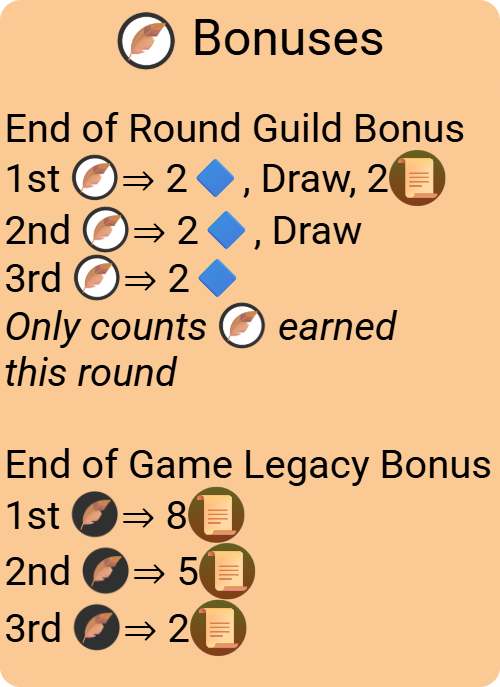 Bonuses
End of Round Guild Bonus
1st ⇒ 2 , Draw, 2
2nd ⇒ 2 , Draw
3rd ⇒ 2
Only counts earned
this round
End of Game Legacy Bonus
1st ⇒ 8
2nd ⇒ 5
3rd ⇒ 2